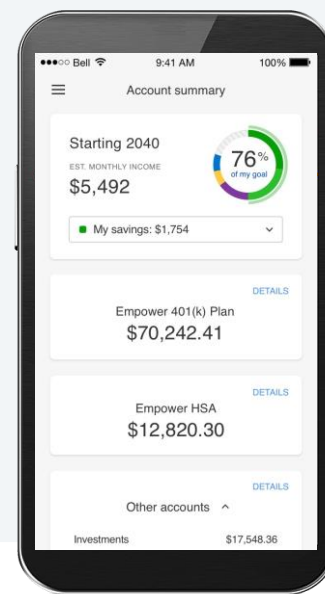 ●●●○○ Bell 9:41 AM 100%
Account summary
Starting 2040
EST. MONTHLY INCOME
$5,492
76%
of my goal
My savings: $1,754
DETAILS
Empower 401(k) Plan
$70,242.41
DETAILS
Empower HSA
$12,820.30
DETAILS
Other accounts
Investments $17,548.36